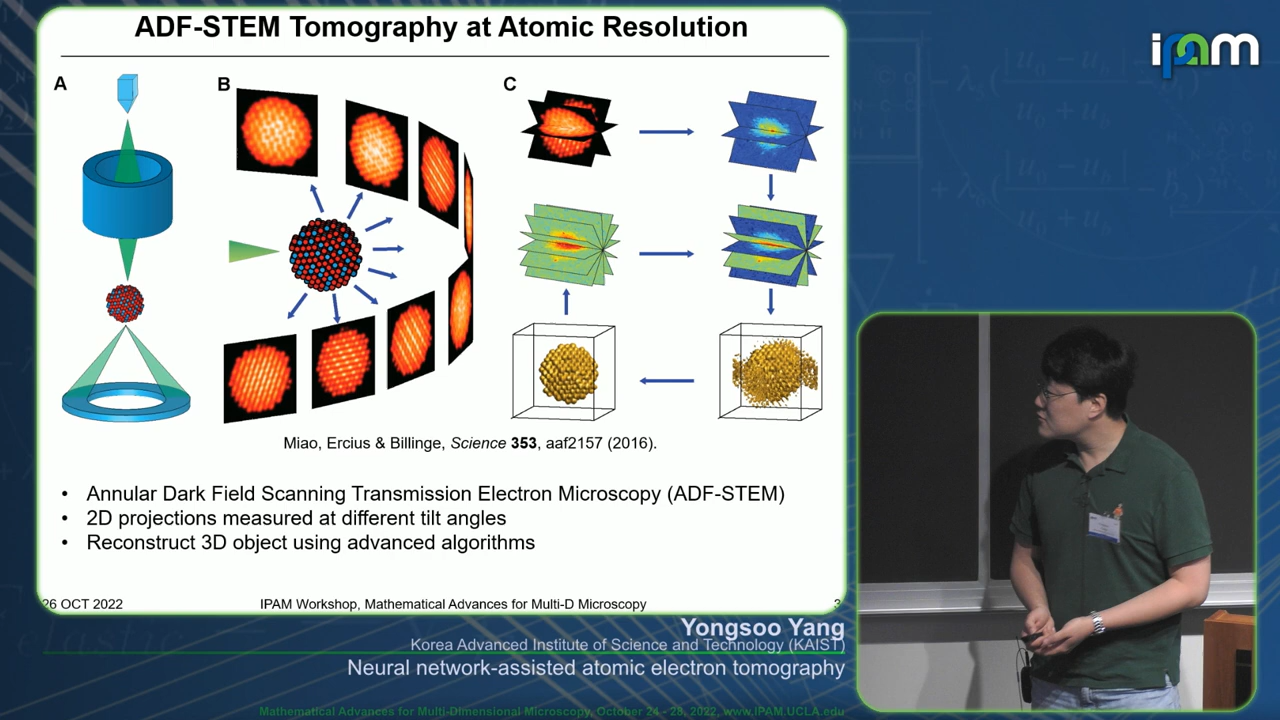 ADF-STEM Tomography at Atomic Resolution
ipam
A
B
C
Miao, Ercius & Billinge, Science 353, aaf2157 (2016).
• Annular Dark Field Scanning Transmission Electron Microscopy (ADF-STEM)
• 2D projections measured at different tilt angles
• Reconstruct 3D object using advanced algorithms
26 OCT 2022
IPAM Workshop, Mathematical Advances for Multi-D Microscopy
3
Yongsoo Yang
Korea Advanced Institute of Science and Technology (KAIST)
Neural network-assisted atomic electron tomography
Mathematical Advances for Multi-Dimensional Microscopy, October 24 - 28, 2022, www.IPAM.UCLA.edu